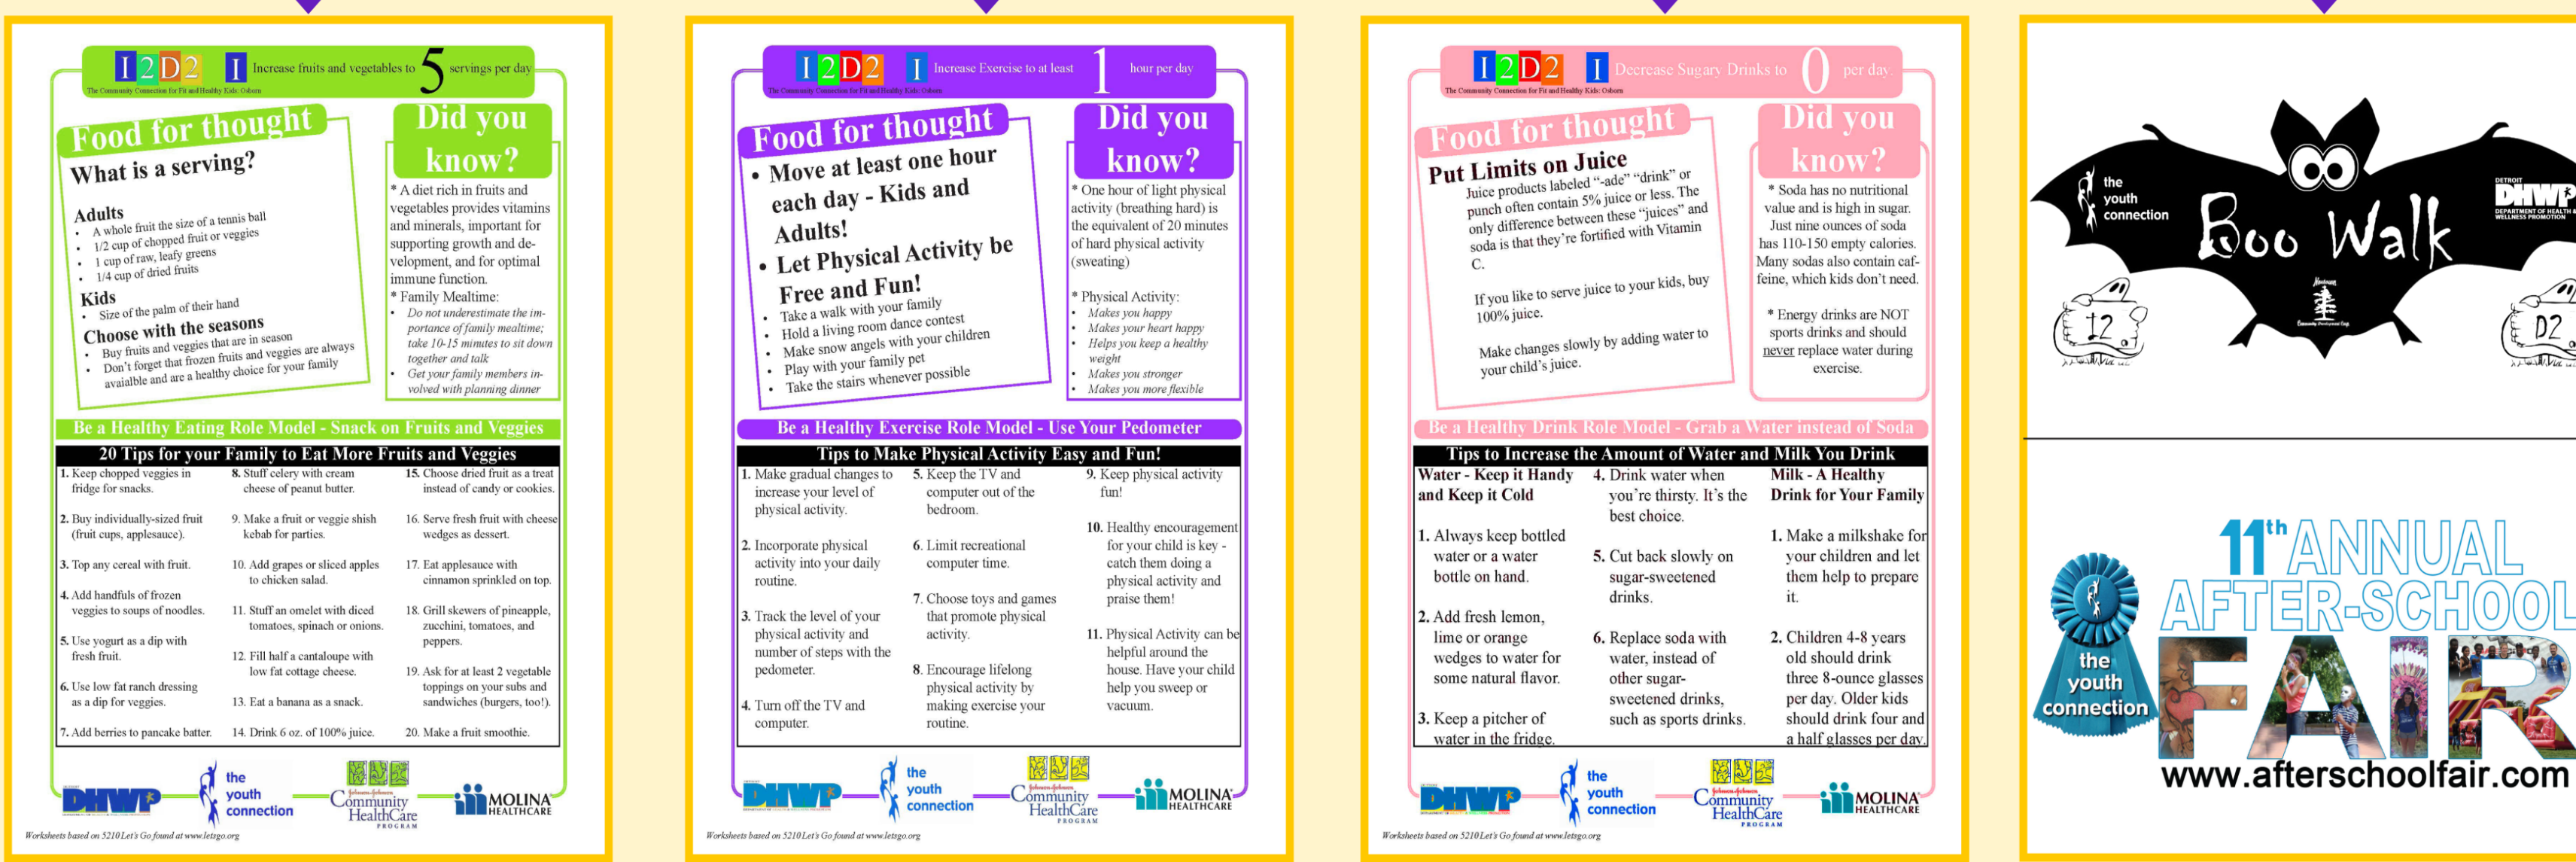 I2D2 I Increase fruits and vegetables to 5 servings per day
The Community Connection for Fit and Healthy Kids: Osborn
Food for thought
What is a serving?
Adults
• A whole fruit the size of a tennis ball
• 1/2 cup of chopped fruit or veggies
• 1 cup of raw, leafy greens
• 1/4 cup of dried fruits
Kids
• Size of the palm of their hand
Choose with the seasons
• Buy fruits and veggies that are in season
• Don't forget that frozen fruits and veggies are always
avaialble and are a healthy choice for your family
Did you
know?
* A diet rich in fruits and
vegetables provides vitamins
and minerals, important for
supporting growth and de-
velopment, and for optimal
immune function.
* Family Mealtime:
• Do not underestimate the im-
portance of family mealtime;
take 10-15 minutes to sit down
together and talk
• Get your family members in-
volved with planning dinner
Be a Healthy Eating Role Model - Snack on Fruits and Veggies
20 Tips for your Family to Eat More Fruits and Veggies
1. Keep chopped veggies in
fridge for snacks.
2. Buy individually-sized fruit
(fruit cups, applesauce).
3. Top any cereal with fruit.
4. Add handfuls of frozen
veggies to soups of noodles.
5. Use yogurt as a dip with
fresh fruit.
6. Use low fat ranch dressing
as a dip for veggies.
7. Add berries to pancake batter.
8. Stuff celery with cream
cheese of peanut butter.
9. Make a fruit or veggie shish
kebab for parties.
10. Add grapes or sliced apples
to chicken salad.
11. Stuff an omelet with diced
tomatoes, spinach or onions.
12. Fill half a cantaloupe with
low fat cottage cheese.
13. Eat a banana as a snack.
14. Drink 6 oz. of 100% juice.
15. Choose dried fruit as a treat
instead of candy or cookies.
16. Serve fresh fruit with cheese
wedges as dessert.
17. Eat applesauce with
cinnamon sprinkled on top.
18. Grill skewers of pineapple,
zucchini, tomatoes, and
peppers.
19. Ask for at least 2 vegetable
toppings on your subs and
sandwiches (burgers, too!).
20. Make a fruit smoothie.
DHWP
the
youth
connection
Johnson & Johnson
Community
HealthCare
PROGRAM
MOLINA
HEALTHCARE
Worksheets based on 5210 Let's Go found at www.letsgo.org
I2D2 I Increase Exercise to at least 1 hour per day
The Community Connection for Fit and Healthy Kids: Osborn
Food for thought
• Move at least one hour
each day - Kids and
Adults!
• Let Physical Activity be
Free and Fun!
• Take a walk with your family
• Hold a living room dance contest
• Make snow angels with your children
• Play with your family pet
• Take the stairs whenever possible
Did you
know?
* One hour of light physical
activity (breathing hard) is
the equivalent of 20 minutes
of hard physical activity
(sweating)
* Physical Activity:
• Makes you happy
• Makes your heart happy
• Helps you keep a healthy
weight
• Makes you stronger
• Makes you more flexible
Be a Healthy Exercise Role Model - Use Your Pedometer
Tips to Make Physical Activity Easy and Fun!
1. Make gradual changes to
increase your level of
physical activity.
2. Incorporate physical
activity into your daily
routine.
3. Track the level of your
physical activity and
number of steps with the
pedometer.
4. Turn off the TV and
computer.
5. Keep the TV and
computer out of the
bedroom.
6. Limit recreational
computer time.
7. Choose toys and games
that promote physical
activity.
8. Encourage lifelong
physical activity by
making exercise your
routine.
9. Keep physical activity
fun!
10. Healthy encouragement
for your child is key -
catch them doing a
physical activity and
praise them!
11. Physical Activity can be
helpful around the
house. Have your child
help you sweep or
vacuum.
DHWP
the
youth
connection
Johnson & Johnson
Community
HealthCare
PROGRAM
MOLINA
HEALTHCARE
Worksheets based on 5210 Let's Go found at www.letsgo.org
I2D2 I Decrease Sugary Drinks to 0 per day.
The Community Connection for Fit and Healthy Kids: Osborn
Food for thought
Put Limits on Juice
Juice products labeled "-ade" "drink" or
punch often contain 5% juice or less. The
only difference between these "juices" and
soda is that they're fortified with Vitamin
C.
If you like to serve juice to your kids, buy
100% juice.
Make changes slowly by adding water to
your child's juice.
Did you
know?
* Soda has no nutritional
value and is high in sugar.
Just nine ounces of soda
has 110-150 empty calories.
Many sodas also contain caf-
feine, which kids don't need.
* Energy drinks are NOT
sports drinks and should
never replace water during
exercise.
Be a Healthy Drink Role Model - Grab a Water instead of Soda
Tips to Increase the Amount of Water and Milk You Drink
Water - Keep it Handy
and Keep it Cold
1. Always keep bottled
water or a water
bottle on hand.
2. Add fresh lemon,
lime or orange
wedges to water for
some natural flavor.
3. Keep a pitcher of
water in the fridge.
4. Drink water when
you're thirsty. It's the
best choice.
5. Cut back slowly on
sugar-sweetened
drinks.
6. Replace soda with
water, instead of
other sugar-
sweetened drinks,
such as sports drinks.
Milk - A Healthy
Drink for Your Family
1. Make a milkshake for
your children and let
them help to prepare
it.
2. Children 4-8 years
old should drink
three 8-ounce glasses
per day. Older kids
should drink four and
a half glasses per day.
DHWP
the
youth
connection
Johnson & Johnson
Community
HealthCare
PROGRAM
MOLINA
HEALTHCARE
Worksheets based on 5210 Let's Go found at www.letsgo.org
the
youth
connection
Boo Walk
DETROIT
DHWP
DEPARTMENT OF HEALTH &
WELLNESS PROMOTION
I2
D2
11th ANNUAL
AFTER-SCHOOL
FAIR
the
youth
connection
www.afterschoolfair.com